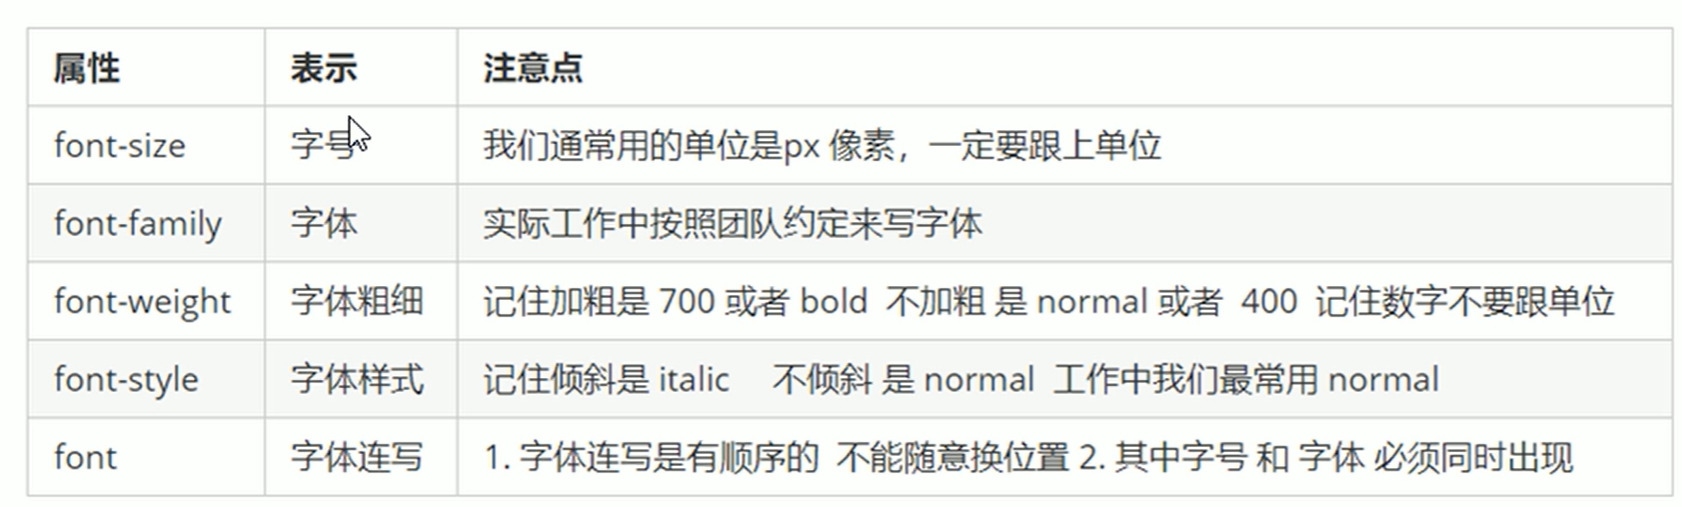 属性 表示 注意点
font-size 字号 我们通常用的单位是px 像素，一定要跟上单位
font-family 字体 实际工作中按照团队约定来写字体
font-weight 字体粗细 记住加粗是 700 或者 bold 不加粗 是 normal 或者 400 记住数字不要跟单位
font-style 字体样式 记住倾斜是 italic 不倾斜 是 normal 工作中我们最常用 normal
font 字体连写 1. 字体连写是有顺序的 不能随意换位置 2. 其中字号 和 字体 必须同时出现